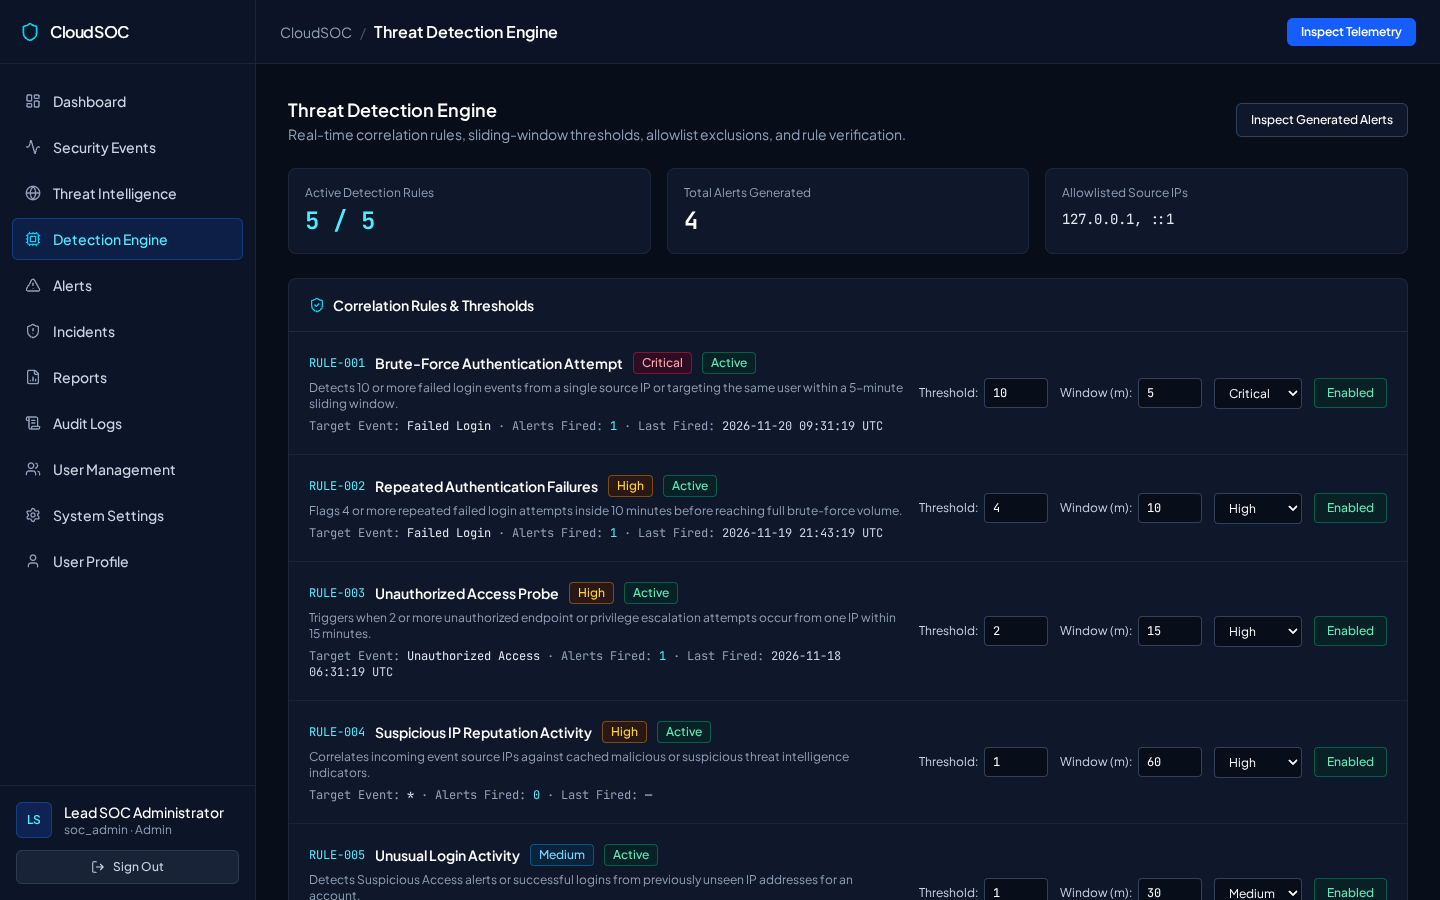 CloudSOC
CloudSOC / Threat Detection Engine
Inspect Telemetry
Dashboard
Security Events
Threat Intelligence
Detection Engine
Alerts
Incidents
Reports
Audit Logs
User Management
System Settings
User Profile
LS
Lead SOC Administrator
soc_admin · Admin
Sign Out
Threat Detection Engine
Real-time correlation rules, sliding-window thresholds, allowlist exclusions, and rule verification.
Inspect Generated Alerts
Active Detection Rules
5 / 5
Total Alerts Generated
4
Allowlisted Source IPs
127.0.0.1, ::1
Correlation Rules & Thresholds
RULE-001 Brute-Force Authentication Attempt Critical Active
Detects 10 or more failed login events from a single source IP or targeting the same user within a 5-minute
sliding window.
Target Event: Failed Login · Alerts Fired: 1 · Last Fired: 2026-11-20 09:31:19 UTC
Threshold: 10 Window (m): 5 Critical Enabled
RULE-002 Repeated Authentication Failures High Active
Flags 4 or more repeated failed login attempts inside 10 minutes before reaching full brute-force volume.
Target Event: Failed Login · Alerts Fired: 1 · Last Fired: 2026-11-19 21:43:19 UTC
Threshold: 4 Window (m): 10 High Enabled
RULE-003 Unauthorized Access Probe High Active
Triggers when 2 or more unauthorized endpoint or privilege escalation attempts occur from one IP within
15 minutes.
Target Event: Unauthorized Access · Alerts Fired: 1 · Last Fired: 2026-11-18
06:31:19 UTC
Threshold: 2 Window (m): 15 High Enabled
RULE-004 Suspicious IP Reputation Activity High Active
Correlates incoming event source IPs against cached malicious or suspicious threat intelligence
indicators.
Target Event: * · Alerts Fired: 0 · Last Fired: —
Threshold: 1 Window (m): 60 High Enabled
RULE-005 Unusual Login Activity Medium Active
Detects Suspicious Access alerts or successful logins from previously unseen IP addresses for an
account.
Threshold: 1 Window (m): 30 Medium Enabled